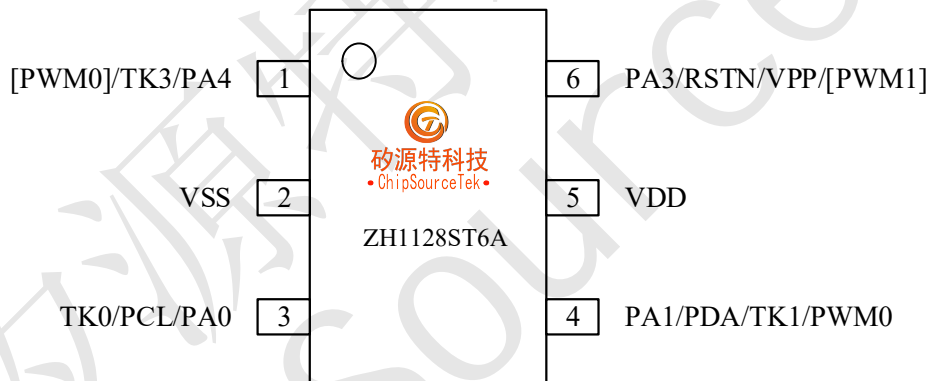 [PWM0]/TK3/PA4 1
6 PA3/RSTN/VPP/[PWM1]
矽源特科技
•ChipSourceTek•
VSS 2
5 VDD
ZH1128ST6A
TK0/PCL/PA0 3
4 PA1/PDA/TK1/PWM0